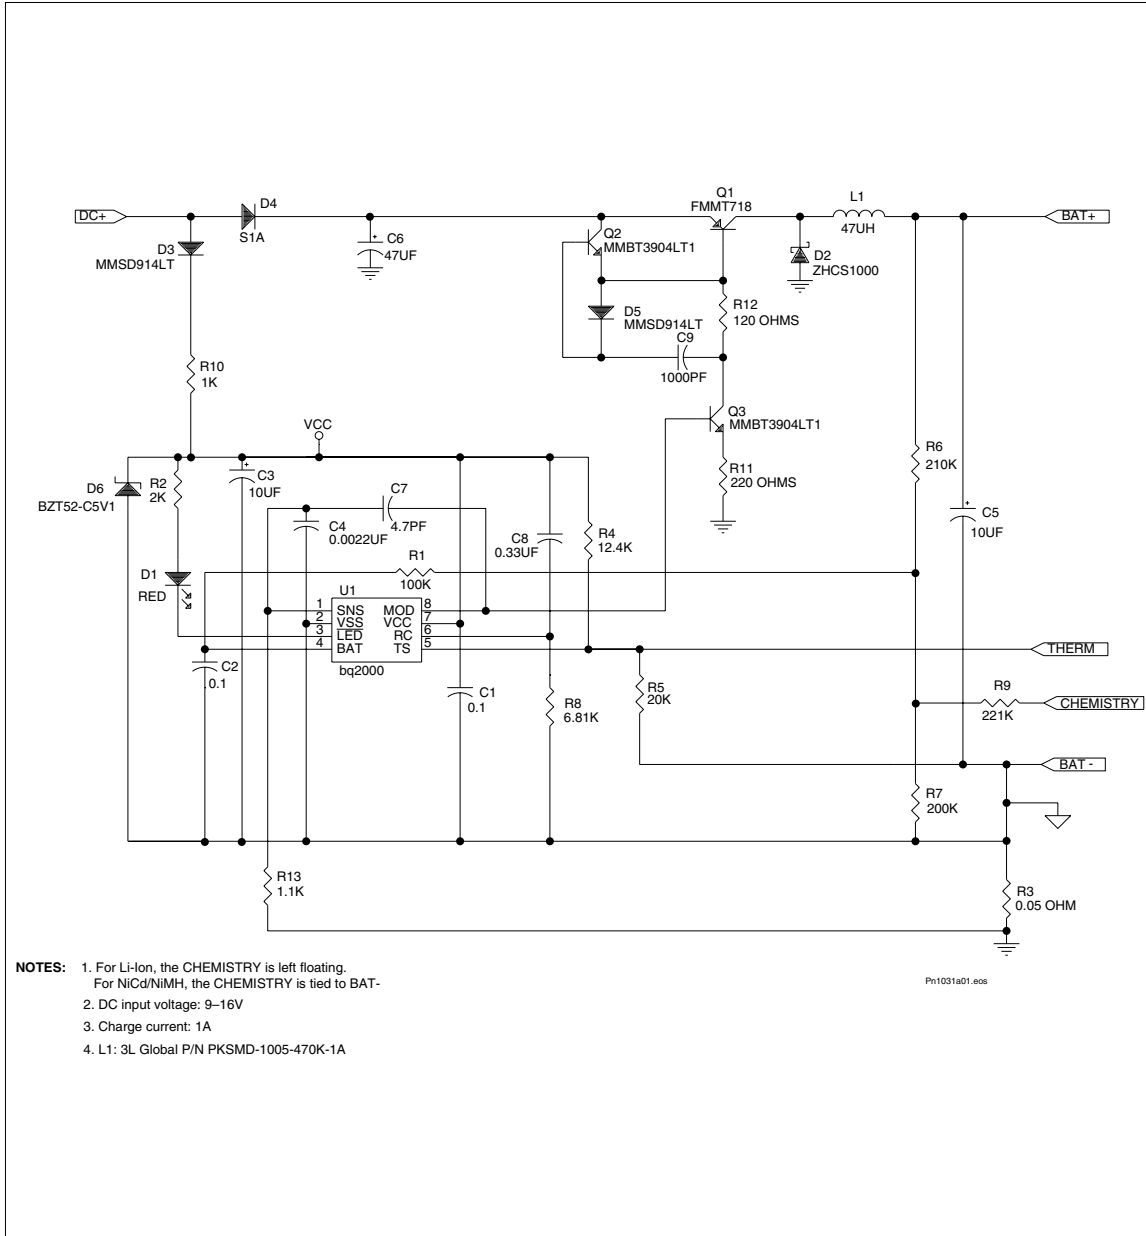 DC+
D4
S1A
D3
MMSD914LT
C6
47UF
Q2
MMBT3904LT1
Q1
FMMT718
L1
47UH
BAT+
D2
ZHCS1000
D5
MMSD914LT
R12
120 OHMS
C9
1000PF
R10
1K
Q3
MMBT3904LT1
VCC
R6
210K
D6
BZT52-C5V1
R2
2K
C3
10UF
C7
4.7PF
R11
220 OHMS
C4
0.0022UF
C8
0.33UF
R4
12.4K
C5
10UF
R1
100K
D1
RED
U1
1 SNS MOD 8
2 VSS VCC 7
3 LED RC 6
4 BAT TS 5
bq2000
THERM
C2
0.1
C1
0.1
R8
6.81K
R5
20K
R9
221K
CHEMISTRY
BAT -
R7
200K
R13
1.1K
R3
0.05 OHM
NOTES: 1. For Li-Ion, the CHEMISTRY is left floating.
For NiCd/NiMH, the CHEMISTRY is tied to BAT-
2. DC input voltage: 9–16V
3. Charge current: 1A
4. L1: 3L Global P/N PKSMD-1005-470K-1A
Pn1031a01.eos